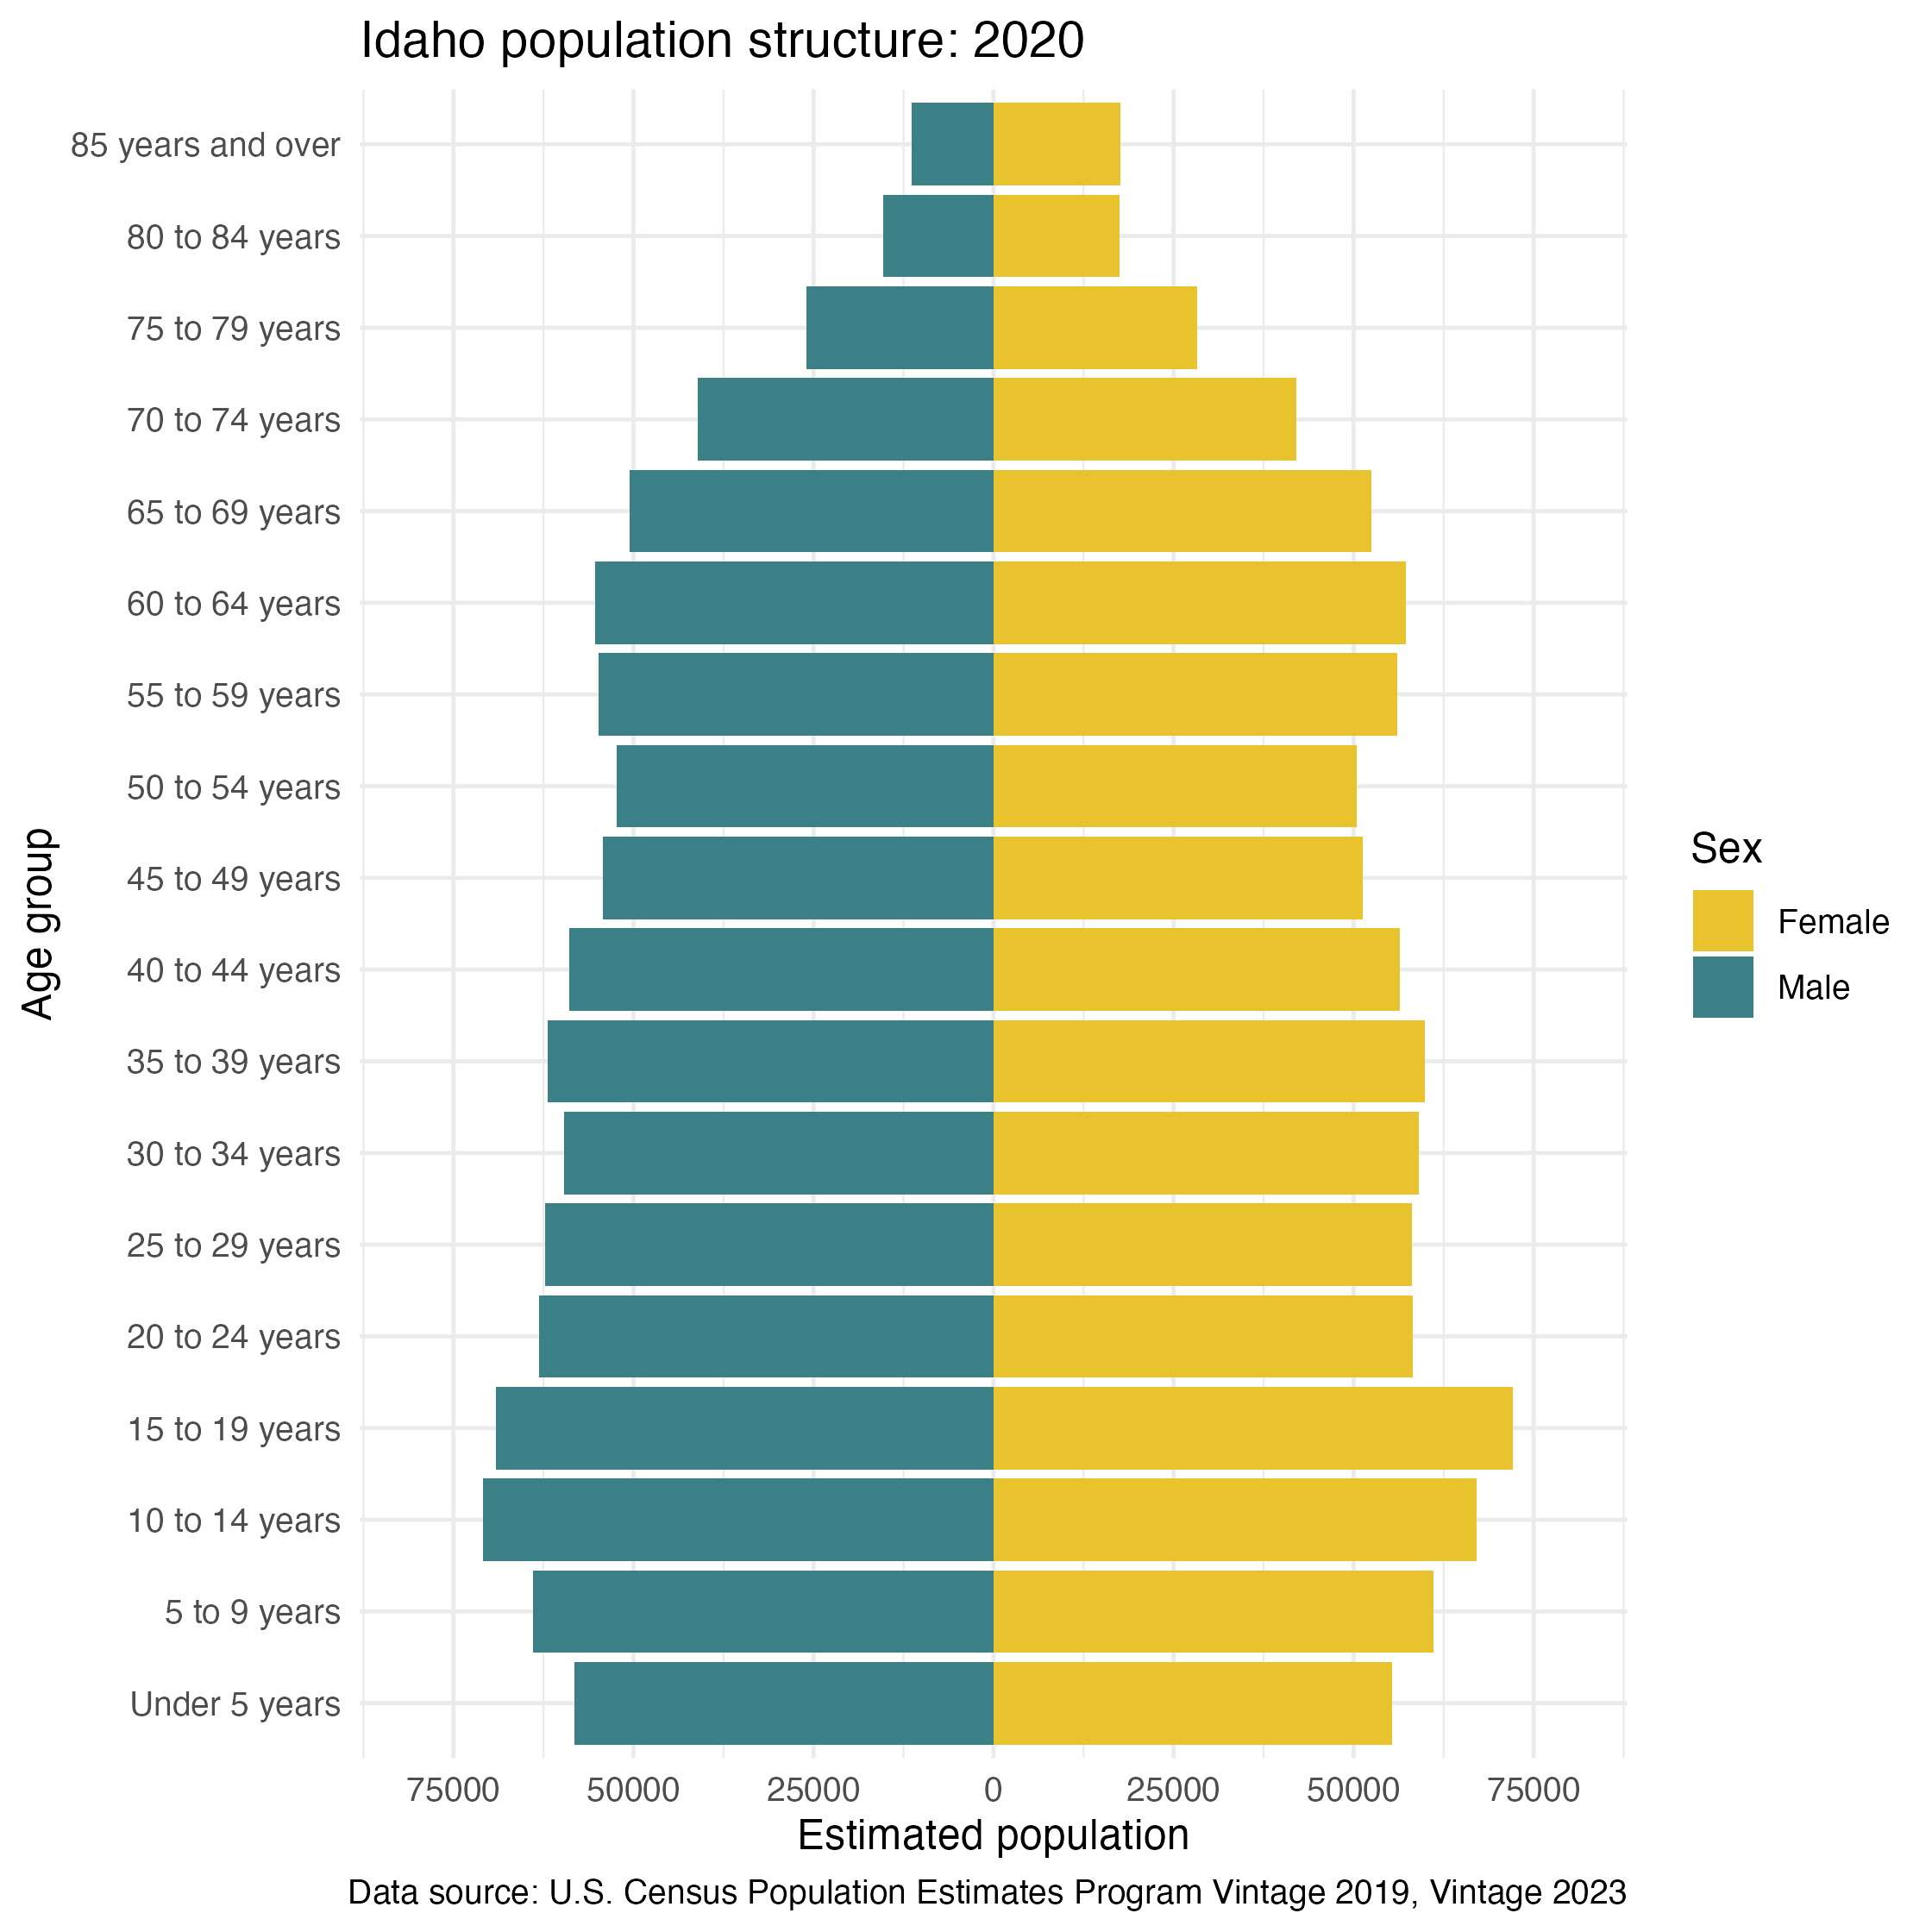 Idaho population structure: 2020
85 years and over
80 to 84 years
75 to 79 years
70 to 74 years
65 to 69 years
60 to 64 years
55 to 59 years
50 to 54 years
45 to 49 years
40 to 44 years
35 to 39 years
30 to 34 years
25 to 29 years
20 to 24 years
15 to 19 years
10 to 14 years
5 to 9 years
Under 5 years
Age group
75000 50000 25000 0 25000 50000 75000
Estimated population
Sex
Female
Male
Data source: U.S. Census Population Estimates Program Vintage 2019, Vintage 2023